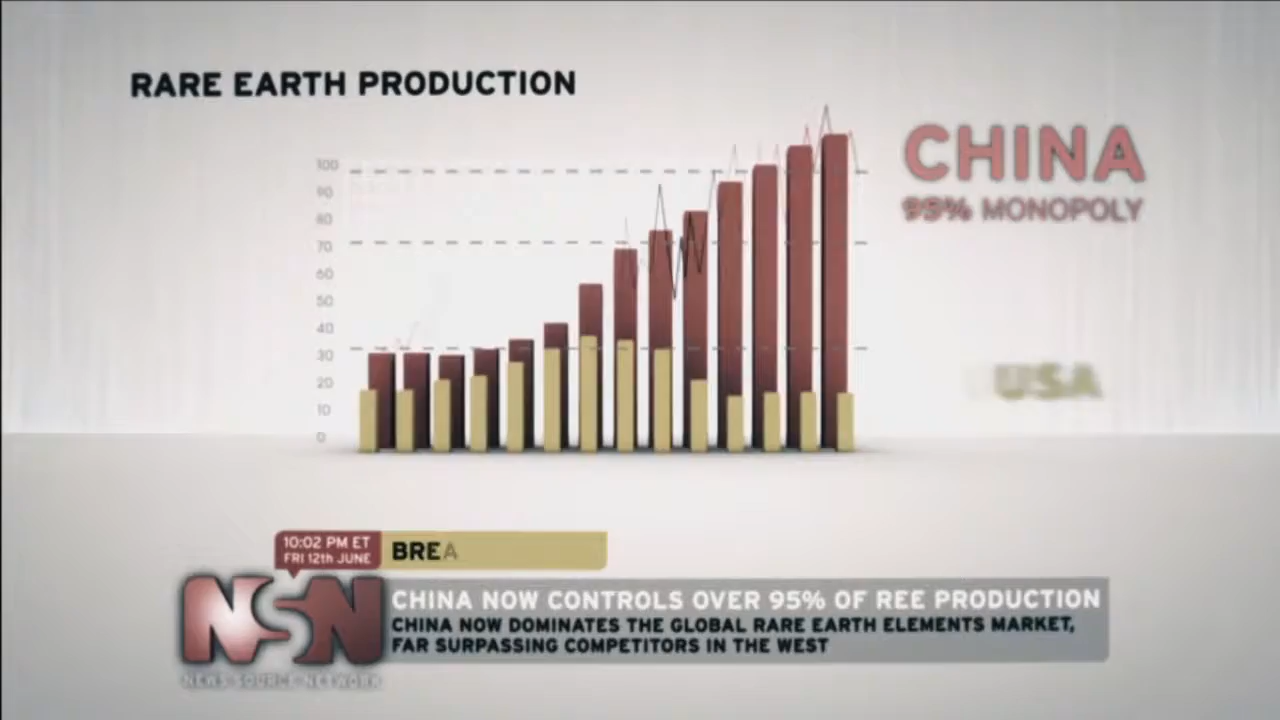 RARE EARTH PRODUCTION
CHINA
95% MONOPOLY
100
90
80
70
60
50
40
30
20
10
0
USA
10:02 PM ET
FRI 12th JUNE
BREA
NSN
NEWS SOURCE NETWORK
CHINA NOW CONTROLS OVER 95% OF REE PRODUCTION
CHINA NOW DOMINATES THE GLOBAL RARE EARTH ELEMENTS MARKET,
FAR SURPASSING COMPETITORS IN THE WEST